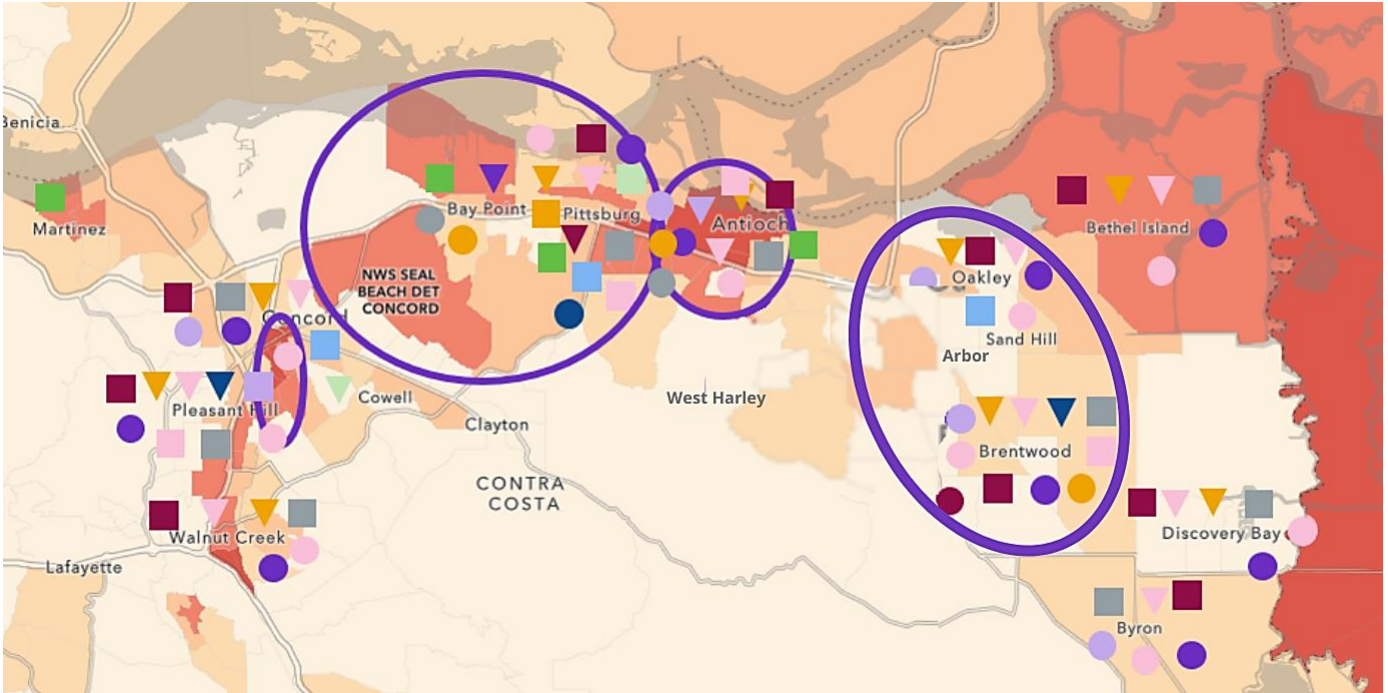 Benicia
Martinez
Bay Point
Pittsburg
Antioch
Bethel Island
NWS SEAL
BEACH DET
CONCORD
Oakley
Concord
Sand Hill
Arbor
Pleasant Hill
Cowell
West Harley
Clayton
Brentwood
CONTRA
COSTA
Walnut Creek
Discovery Bay
Lafayette
Byron